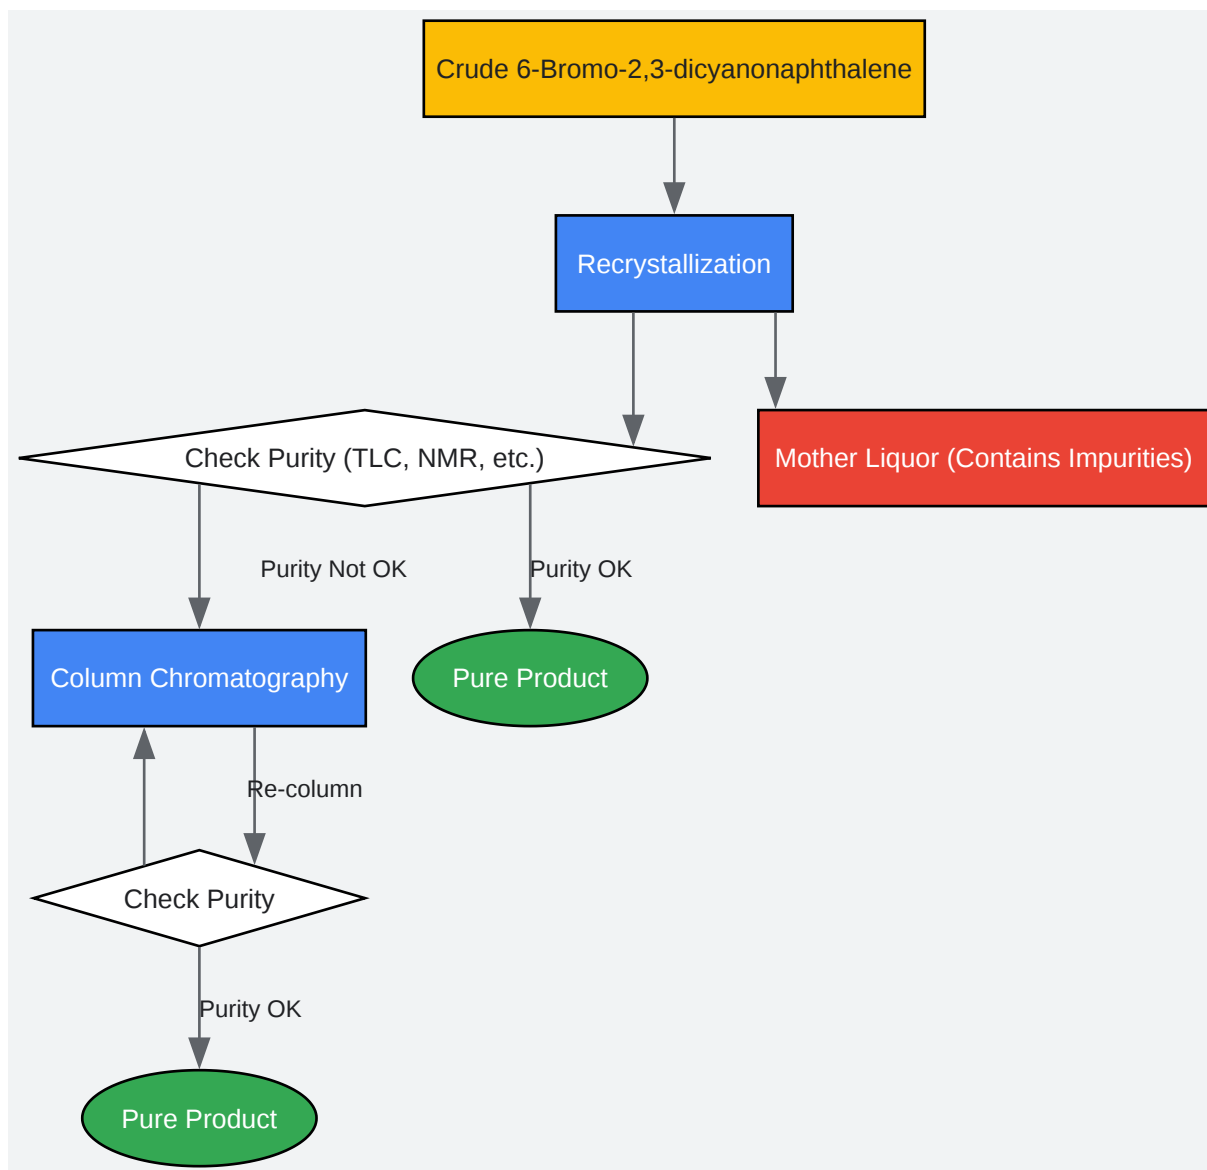 Crude 6-Bromo-2,3-dicyanonaphthalene
Recrystallization
Check Purity (TLC, NMR, etc.)
Mother Liquor (Contains Impurities)
Purity Not OK
Purity OK
Column Chromatography
Pure Product
Re-column
Check Purity
Purity OK
Pure Product